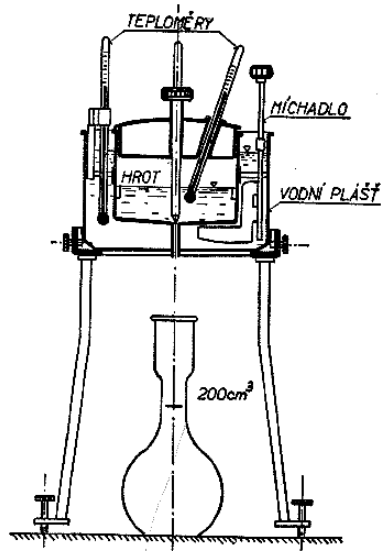 TEPLOMĚRY
MÍCHADLO
HROT
VODNÍ PLÁŠŤ
200cm³